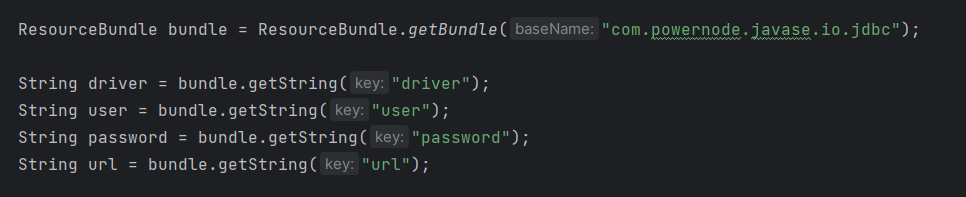 ResourceBundle bundle = ResourceBundle.getBundle( baseName: "com.powernode.javase.io.jdbc");
String driver = bundle.getString( key: "driver");
String user = bundle.getString( key: "user");
String password = bundle.getString( key: "password");
String url = bundle.getString( key: "url");